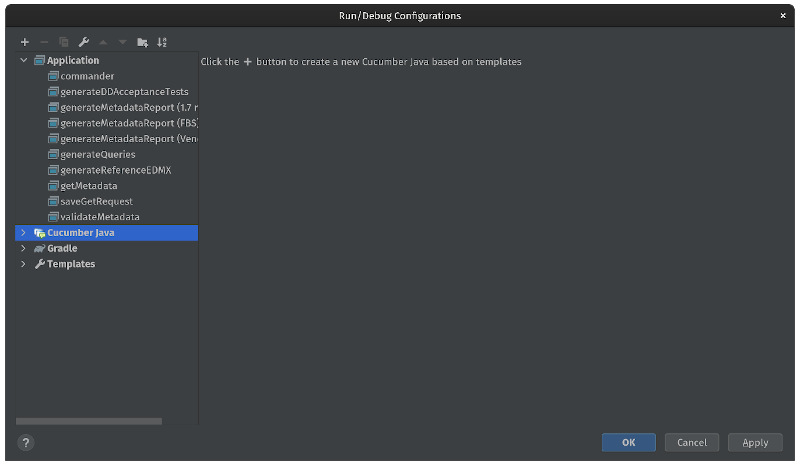 Run/Debug Configurations
Application
Click the + button to create a new Cucumber Java based on templates
commander
generateDDAcceptanceTests
generateMetadataReport (1.7 r
generateMetadataReport (FBS)
generateMetadataReport (Ven
generateQueries
generateReferenceEDMX
getMetadata
saveGetRequest
validateMetadata
Cucumber Java
Gradle
Templates
?
OK
Cancel
Apply